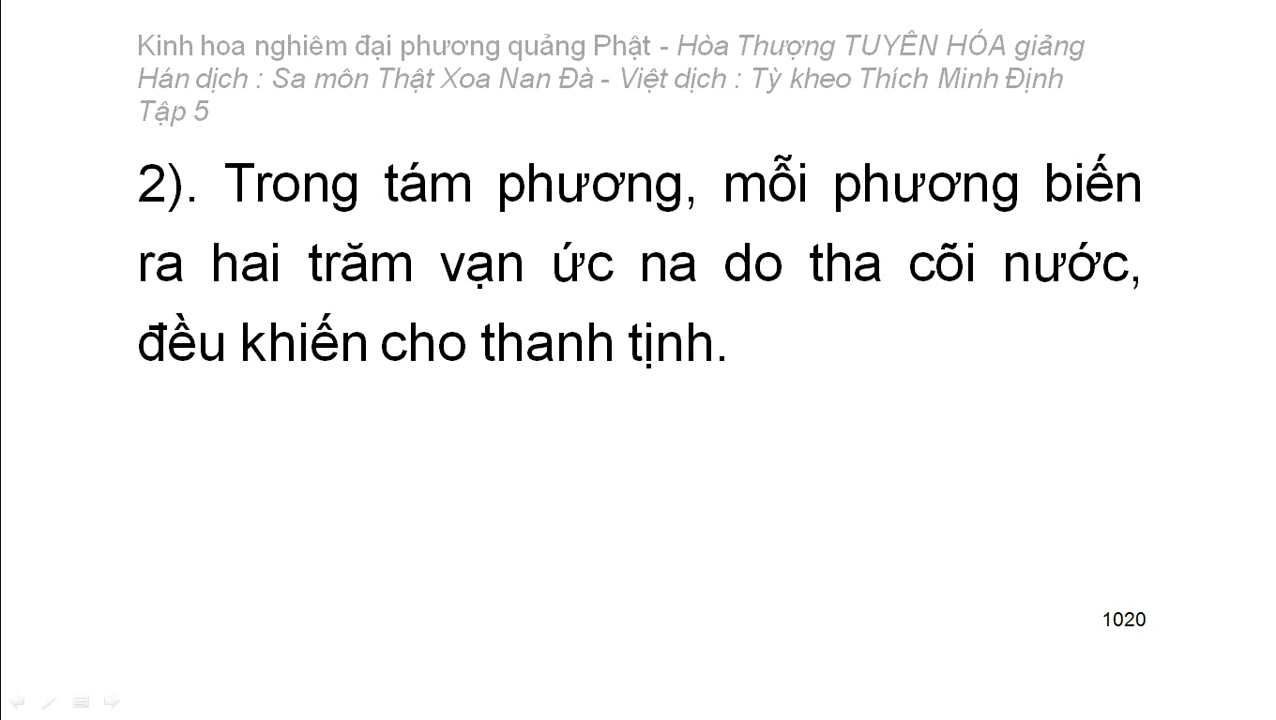 Kinh hoa nghiêm đại phương quảng Phật - Hòa Thượng TUYÊN HÓA giảng
Hán dịch : Sa môn Thật Xoa Nan Đà - Việt dịch : Tỳ kheo Thích Minh Định
Tập 5
2). Trong tám phương, mỗi phương biến
ra hai trăm vạn ức na do tha cõi nước,
đều khiến cho thanh tịnh.
1020